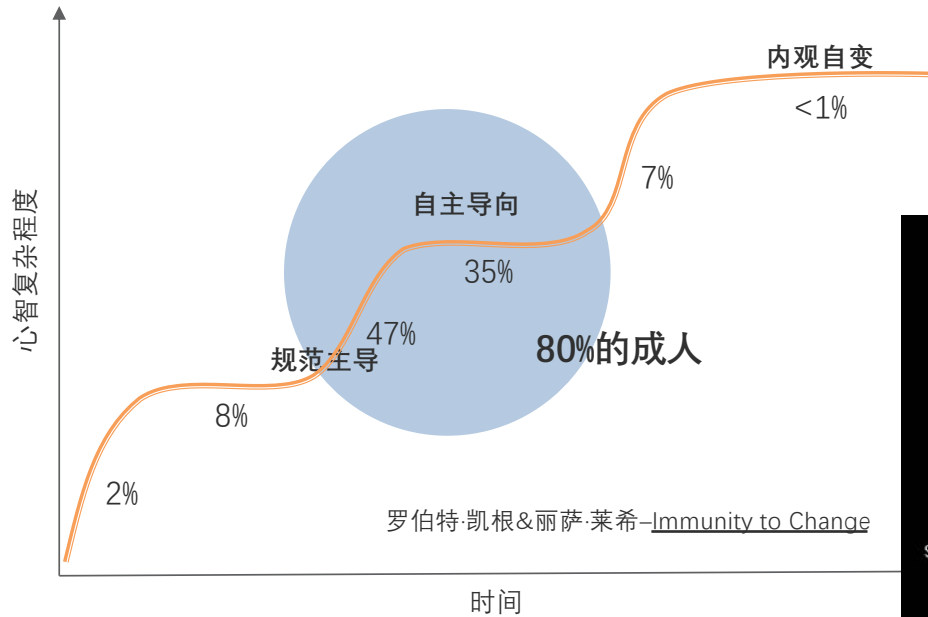 内观自变
<1%
7%
自主导向
35%
47%
80%的成人
规范主导
8%
2%
心智复杂程度
罗伯特·凯根&丽萨·莱希–Immunity to Change
时间